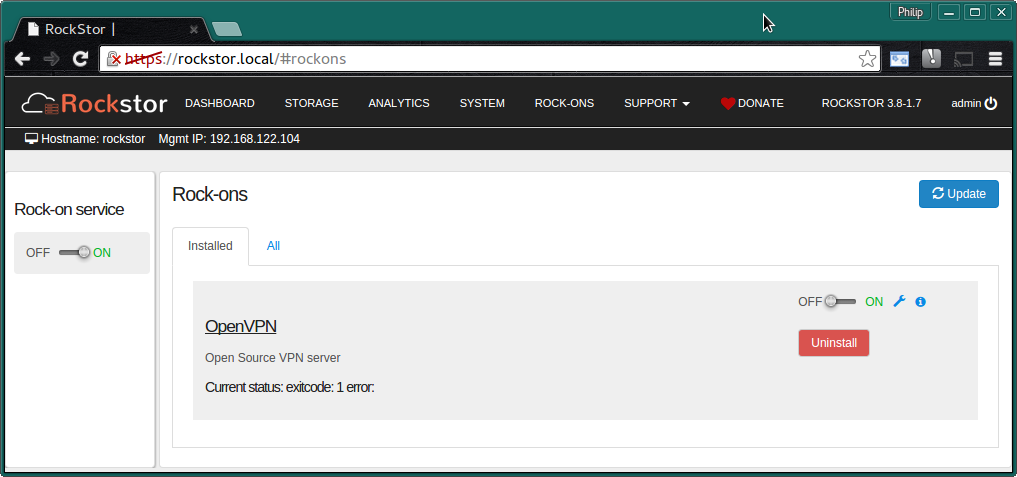 Philip
RockStor |
https://rockstor.local/#rockons
Rockstor DASHBOARD STORAGE ANALYTICS SYSTEM ROCK-ONS SUPPORT DONATE ROCKSTOR 3.8-1.7 admin
Hostname: rockstor Mgmt IP: 192.168.122.104
Rock-ons
Update
Rock-on service
OFF ON
Installed All
OFF ON
OpenVPN
Uninstall
Open Source VPN server
Current status: exitcode: 1 error: